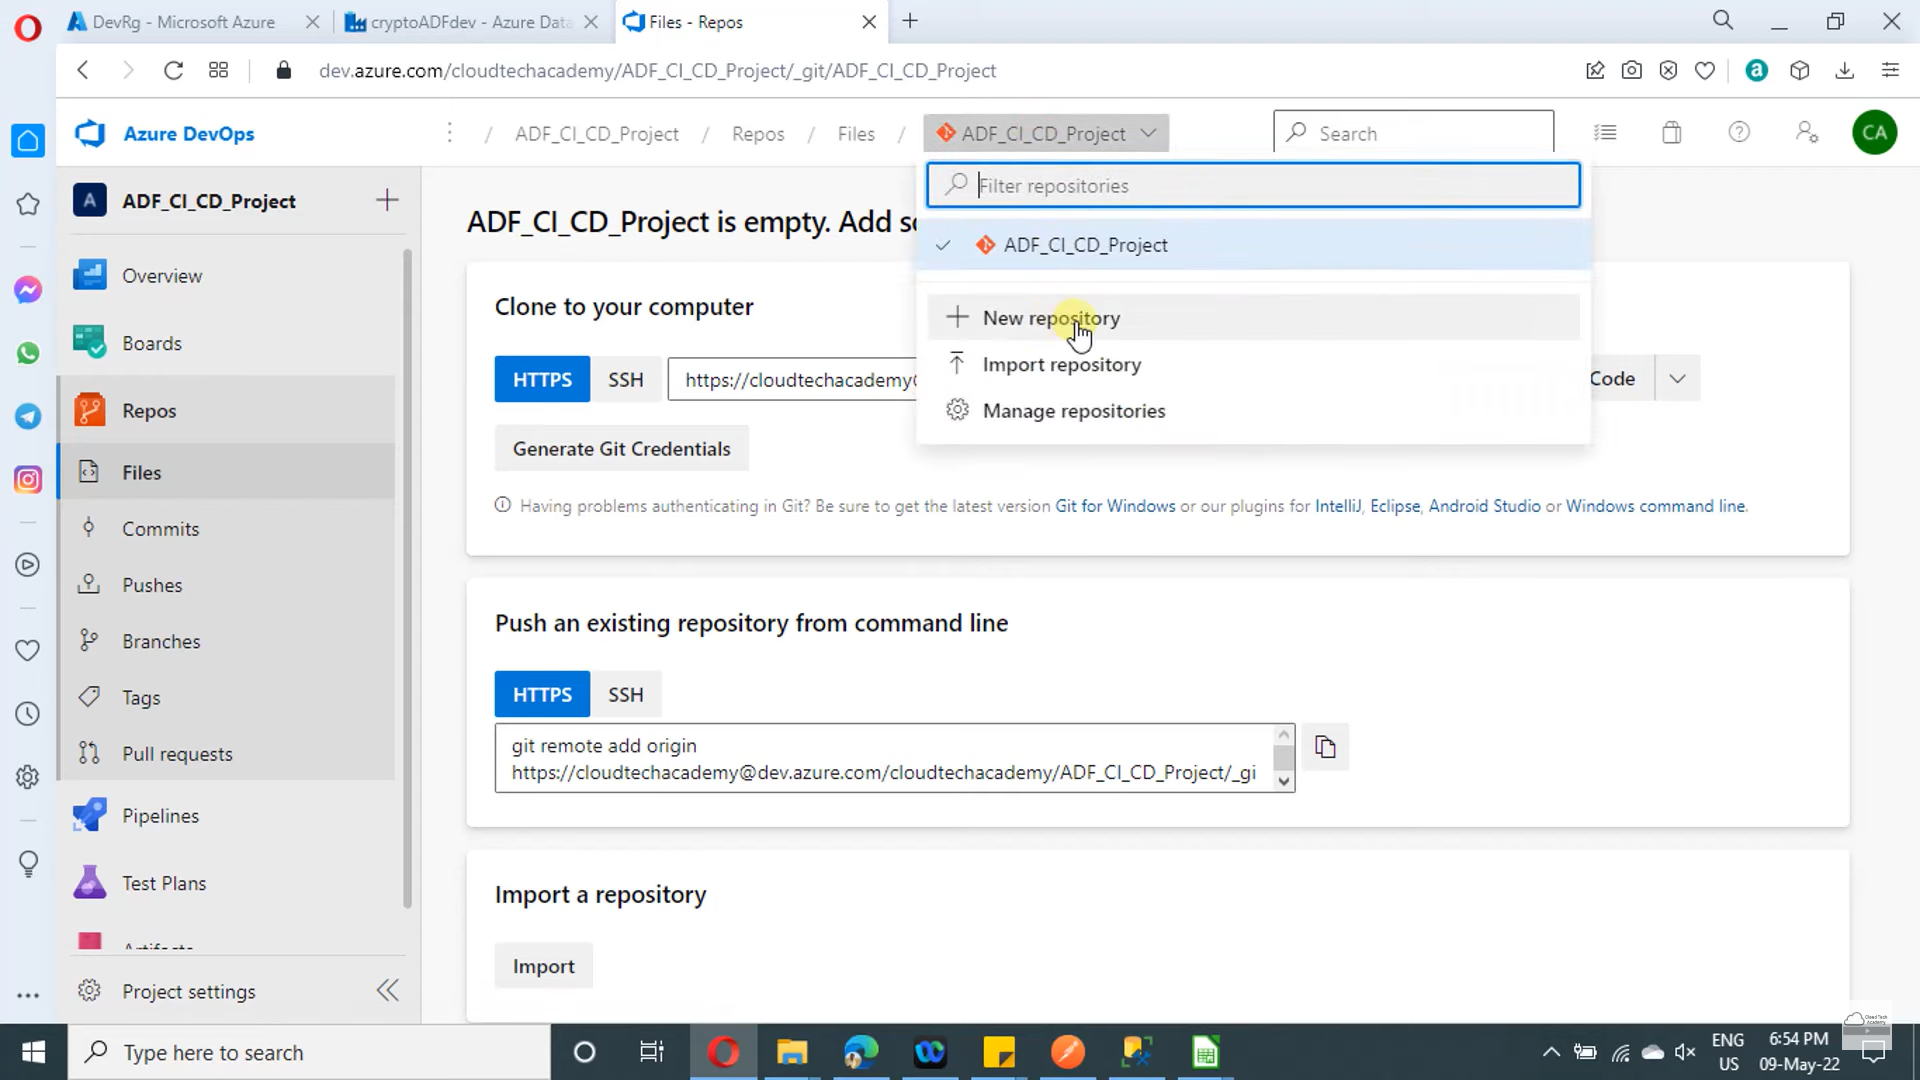 DevRg - Microsoft Azure
cryptoADFdev - Azure Data
Files - Repos
dev.azure.com/cloudtechacademy/ADF_CI_CD_Project/_git/ADF_CI_CD_Project
Azure DevOps
/ ADF_CI_CD_Project / Repos / Files / ADF_CI_CD_Project
Search
CA
A ADF_CI_CD_Project
Filter repositories
ADF_CI_CD_Project is empty. Add so
ADF_CI_CD_Project
Overview
Clone to your computer
New repository
Boards
Import repository
HTTPS SSH https://cloudtechacademy@
Code
Repos
Manage repositories
Generate Git Credentials
Files
Having problems authenticating in Git? Be sure to get the latest version Git for Windows or our plugins for IntelliJ, Eclipse, Android Studio or Windows command line.
Commits
Pushes
Push an existing repository from command line
Branches
HTTPS SSH
Tags
git remote add origin
Pull requests
https://cloudtechacademy@dev.azure.com/cloudtechacademy/ADF_CI_CD_Project/_gi
Pipelines
Test Plans
Import a repository
Artifacts
Import
Project settings
Type here to search
ENG
US
6:54 PM
09-May-22
Cloud Tech
Academy